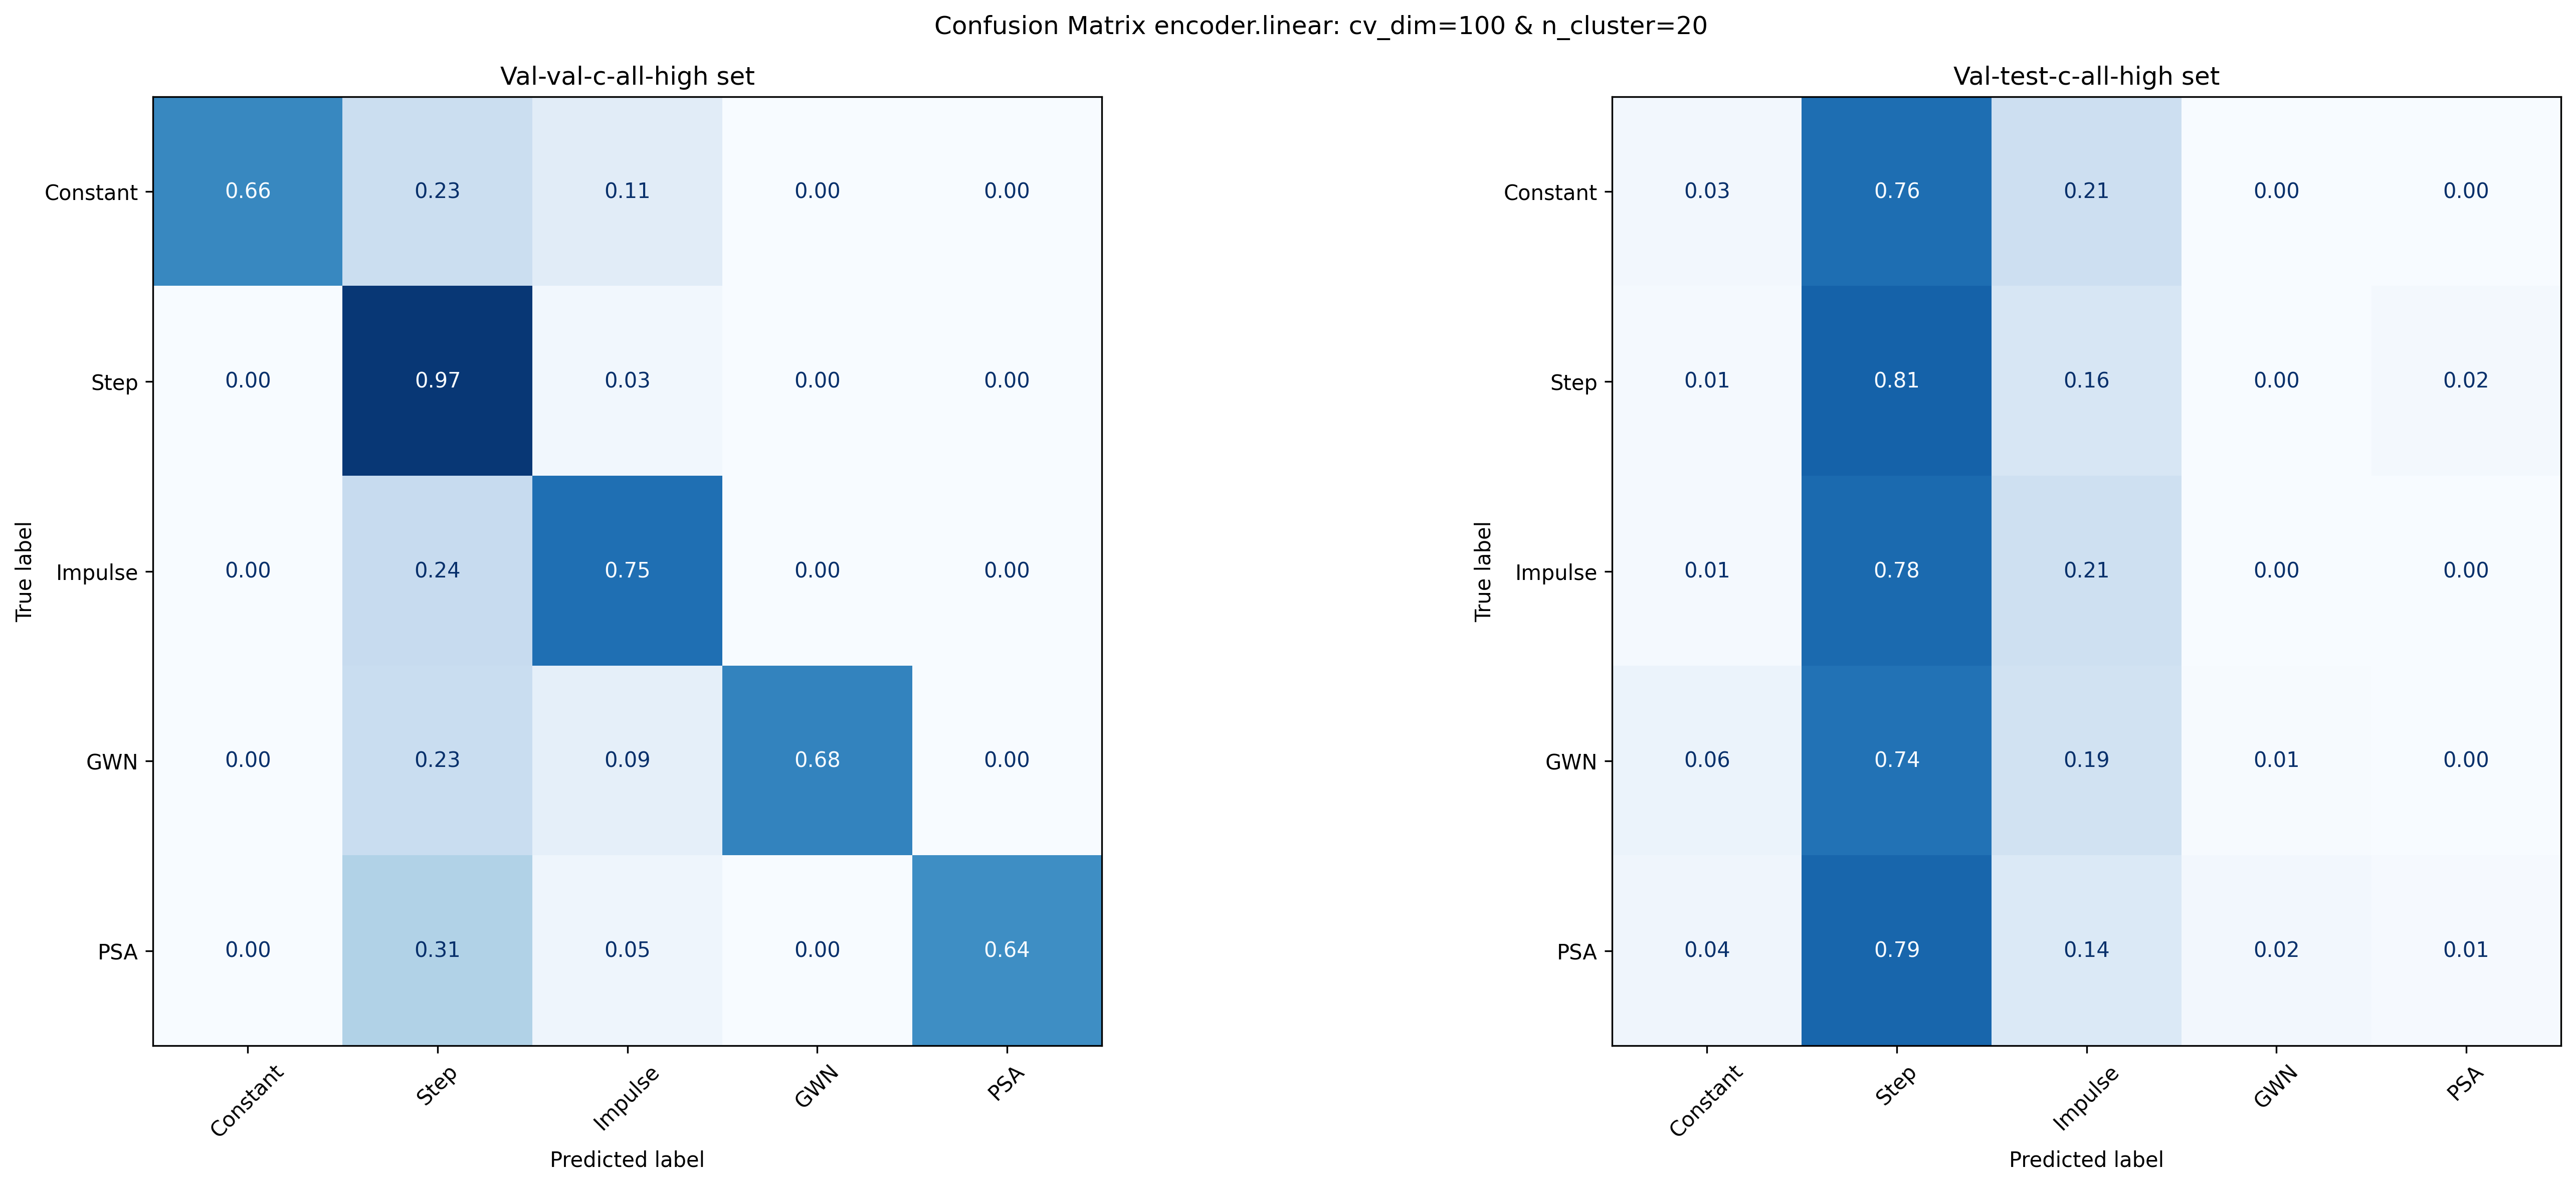 Confusion Matrix encoder.linear: cv_dim=100 & n_cluster=20
Val-val-c-all-high set
True label
Constant 0.66 0.23 0.11 0.00 0.00
Step 0.00 0.97 0.03 0.00 0.00
Impulse 0.00 0.24 0.75 0.00 0.00
GWN 0.00 0.23 0.09 0.68 0.00
PSA 0.00 0.31 0.05 0.00 0.64
Constant Step Impulse GWN PSA
Predicted label
Val-test-c-all-high set
True label
Constant 0.03 0.76 0.21 0.00 0.00
Step 0.01 0.81 0.16 0.00 0.02
Impulse 0.01 0.78 0.21 0.00 0.00
GWN 0.06 0.74 0.19 0.01 0.00
PSA 0.04 0.79 0.14 0.02 0.01
Constant Step Impulse GWN PSA
Predicted label